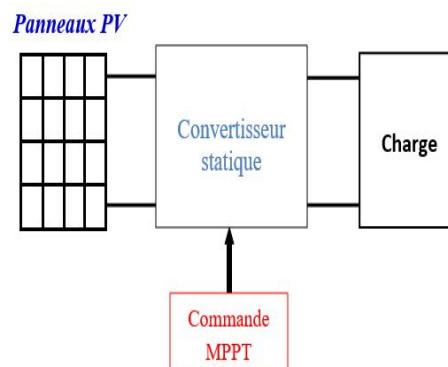 Panneaux PV
Convertisseur
statique
Charge
Commande
MPPT